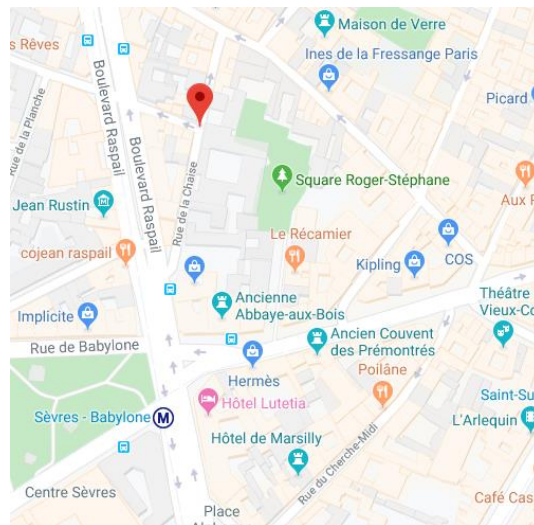 Maison de Verre
s Rêves
Ines de la Fressange Paris
Picard
Boulevard Raspail
Boulevard Raspail
Rue de la Planche
Rue de la Chaise
Square Roger-Stéphane
Jean Rustin
Aux
Le Récamier
cojean raspail
Kipling
COS
Ancienne
Abbaye-aux-Bois
Théâtre
Vieux-Co
Implicite
Ancien Couvent
des Prémontrés
Rue de Babylone
Hermès
Poilâne
Hôtel Lutetia
Saint-Su
Sèvres - Babylone
M
L'Arlequin
Hôtel de Marsilly
Rue du Cherche-Midi
Centre Sèvres
Café Cas
Place